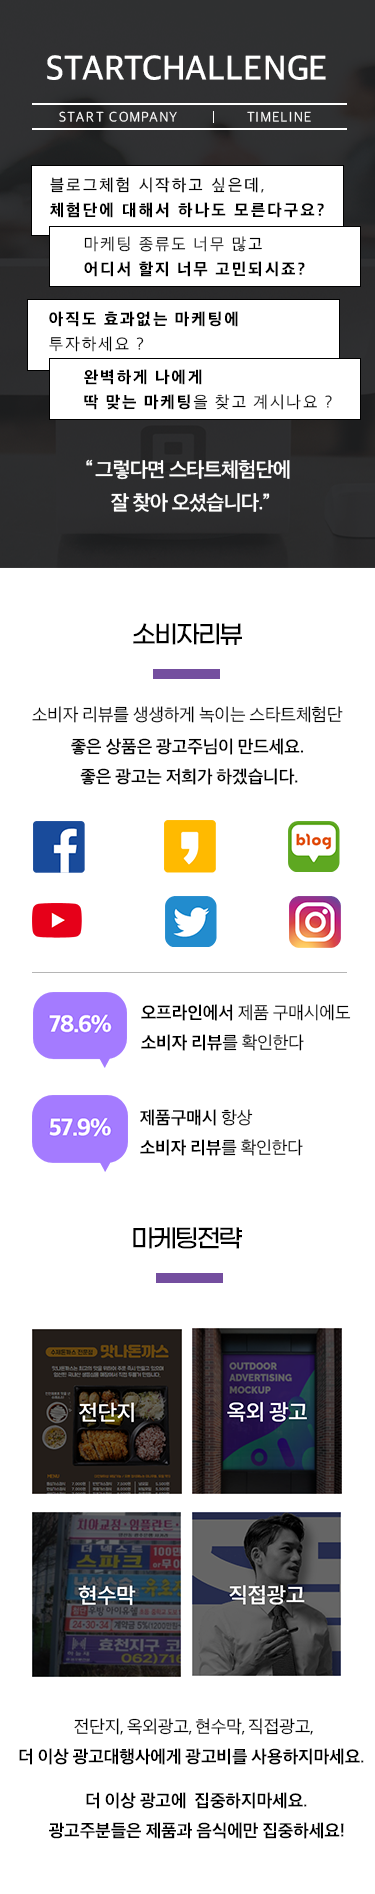 STARTCHALLENGE
START COMPANY | TIMELINE
블로그체험 시작하고 싶은데,
체험단에 대해서 하나도 모른다구요?
마케팅 종류도 너무 많고
어디서 할지 너무 고민되시죠?
아직도 효과없는 마케팅에
투자하세요 ?
완벽하게 나에게
딱 맞는 마케팅을 찾고 계시나요 ?
“ 그렇다면 스타트체험단에
잘 찾아 오셨습니다.”
소비자리뷰
소비자 리뷰를 생생하게 녹이는 스타트체험단
좋은 상품은 광고주님이 만드세요.
좋은 광고는 저희가 하겠습니다.
blog
78.6%
오프라인에서 제품 구매시에도
소비자 리뷰를 확인한다
57.9%
제품구매시 항상
소비자 리뷰를 확인한다
마케팅전략
맛나돈까스
전단지
OUTDOOR
ADVERTISING
MOCKUP
옥외 광고
치아교정·임플란트
스파크
현수막
24-30-34
효천지구
직접광고
전단지, 옥외광고, 현수막, 직접광고,
더 이상 광고대행사에게 광고비를 사용하지마세요.
더 이상 광고에 집중하지마세요.
광고주분들은 제품과 음식에만 집중하세요!